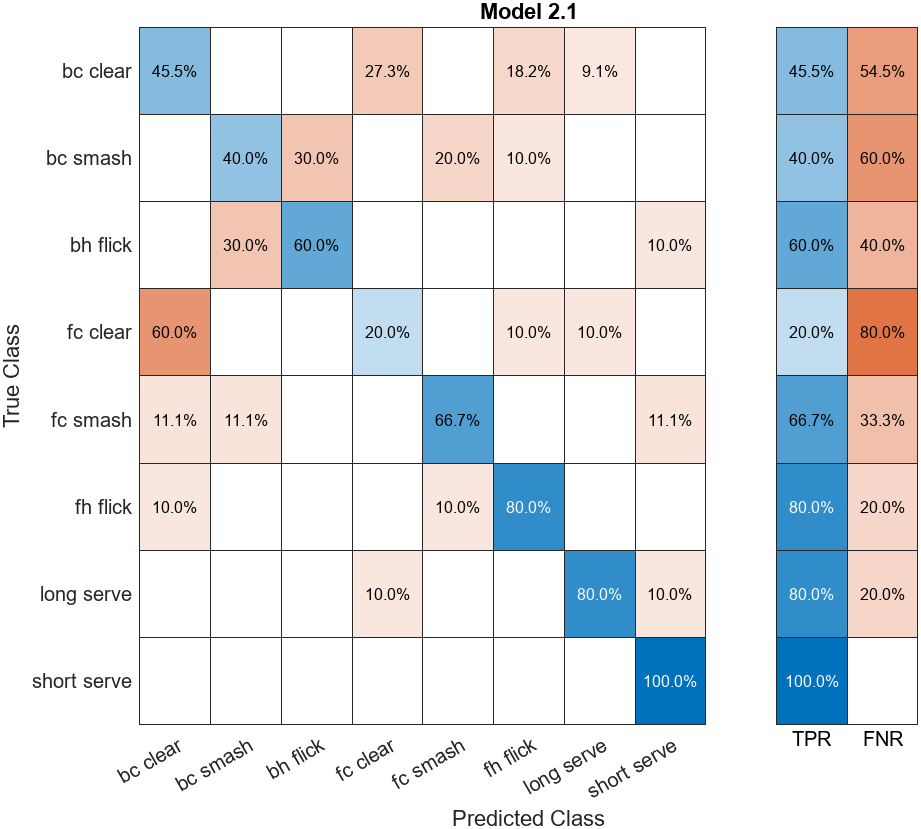 Model 2.1
bc clear 45.5% 27.3% 18.2% 9.1% 45.5% 54.5%
bc smash 40.0% 30.0% 20.0% 10.0% 40.0% 60.0%
bh flick 30.0% 60.0% 10.0% 60.0% 40.0%
fc clear 60.0% 20.0% 10.0% 10.0% 20.0% 80.0%
fc smash 11.1% 11.1% 66.7% 11.1% 66.7% 33.3%
fh flick 10.0% 10.0% 80.0% 80.0% 20.0%
long serve 10.0% 80.0% 10.0% 80.0% 20.0%
short serve 100.0% 100.0%
True Class
bc clear bc smash bh flick fc clear fc smash fh flick long serve short serve TPR FNR
Predicted Class